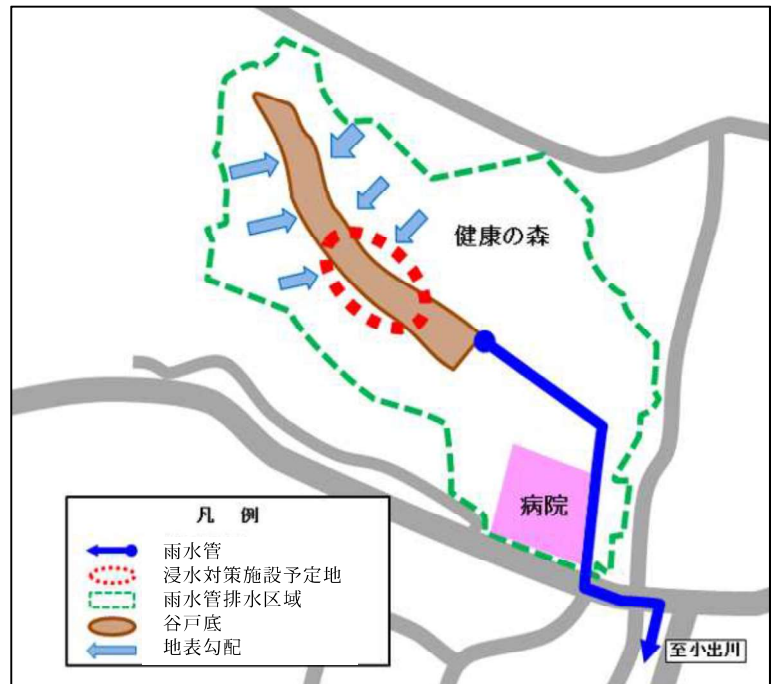 健康の森
病院
凡 例
雨水管
浸水対策施設予定地
雨水管排水区域
谷戸底
地表勾配
至小出川